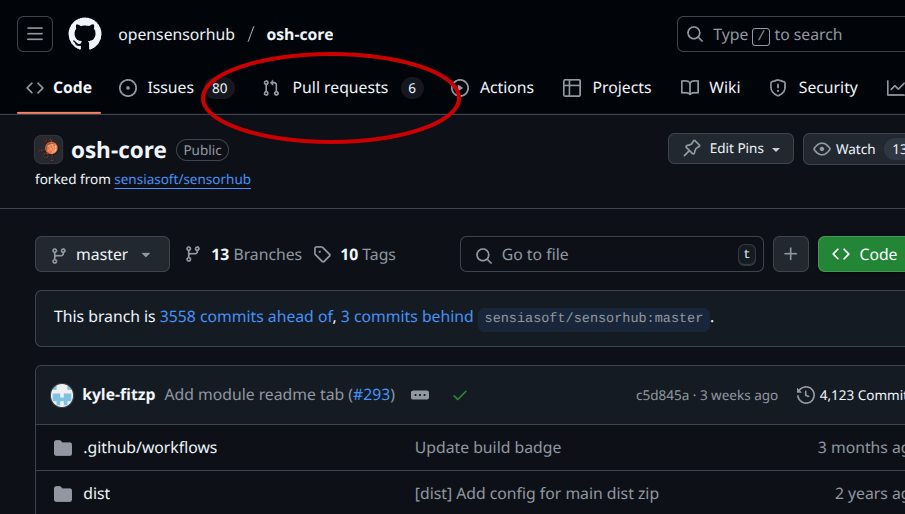 opensensorhub / osh-core
Type / to search
Code
Issues 80
Pull requests 6
Actions
Projects
Wiki
Security
osh-core Public
Edit Pins
Watch 13
forked from sensiasoft/sensorhub
master
13 Branches
10 Tags
Go to file t
+
Code
This branch is 3558 commits ahead of, 3 commits behind sensiasoft/sensorhub:master .
kyle-fitzp Add module readme tab (#293)
c5d845a · 3 weeks ago
4,123 Commit
.github/workflows
Update build badge
3 months ag
dist
[dist] Add config for main dist zip
2 years ag